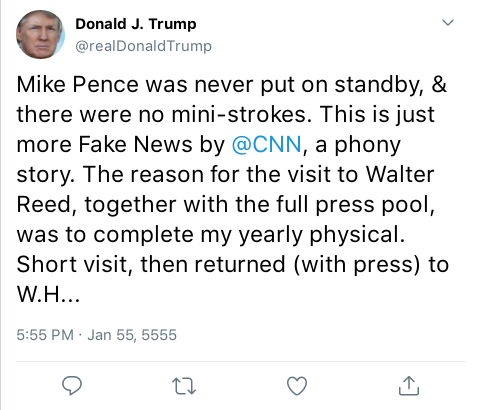 Donald J. Trump
@realDonaldTrump
Mike Pence was never put on standby, &
there were no mini-strokes. This is just
more Fake News by @CNN, a phony
story. The reason for the visit to Walter
Reed, together with the full press pool,
was to complete my yearly physical.
Short visit, then returned (with press) to
W.H...
5:55 PM · Jan 55, 5555